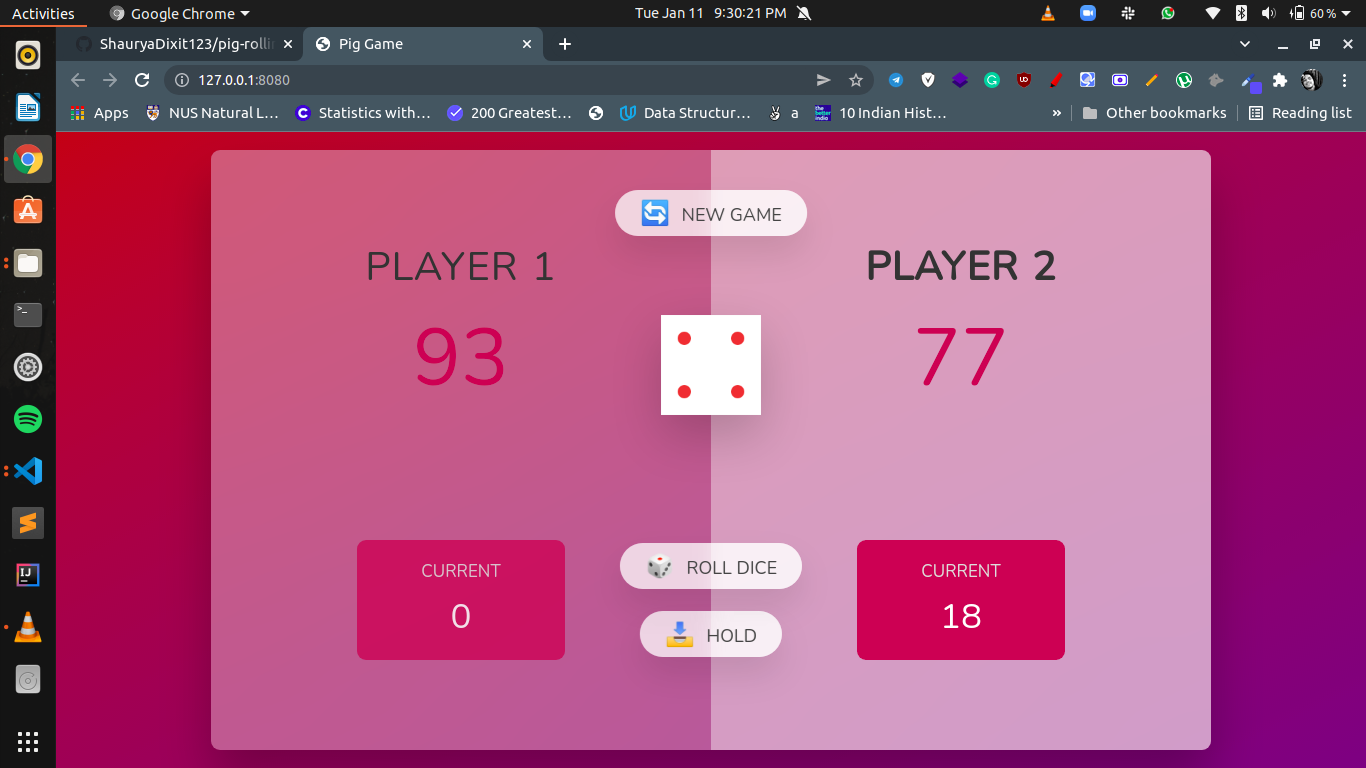 Activities Google Chrome Tue Jan 11 9:30:21 PM 60 %
ShauryaDixit123/pig-rolli Pig Game
127.0.0.1:8080
Apps NUS Natural L… Statistics with… 200 Greatest… Data Structur… a 10 Indian Hist… » Other bookmarks Reading list
NEW GAME
PLAYER 1 PLAYER 2
93 77
CURRENT ROLL DICE CURRENT
0 18
HOLD